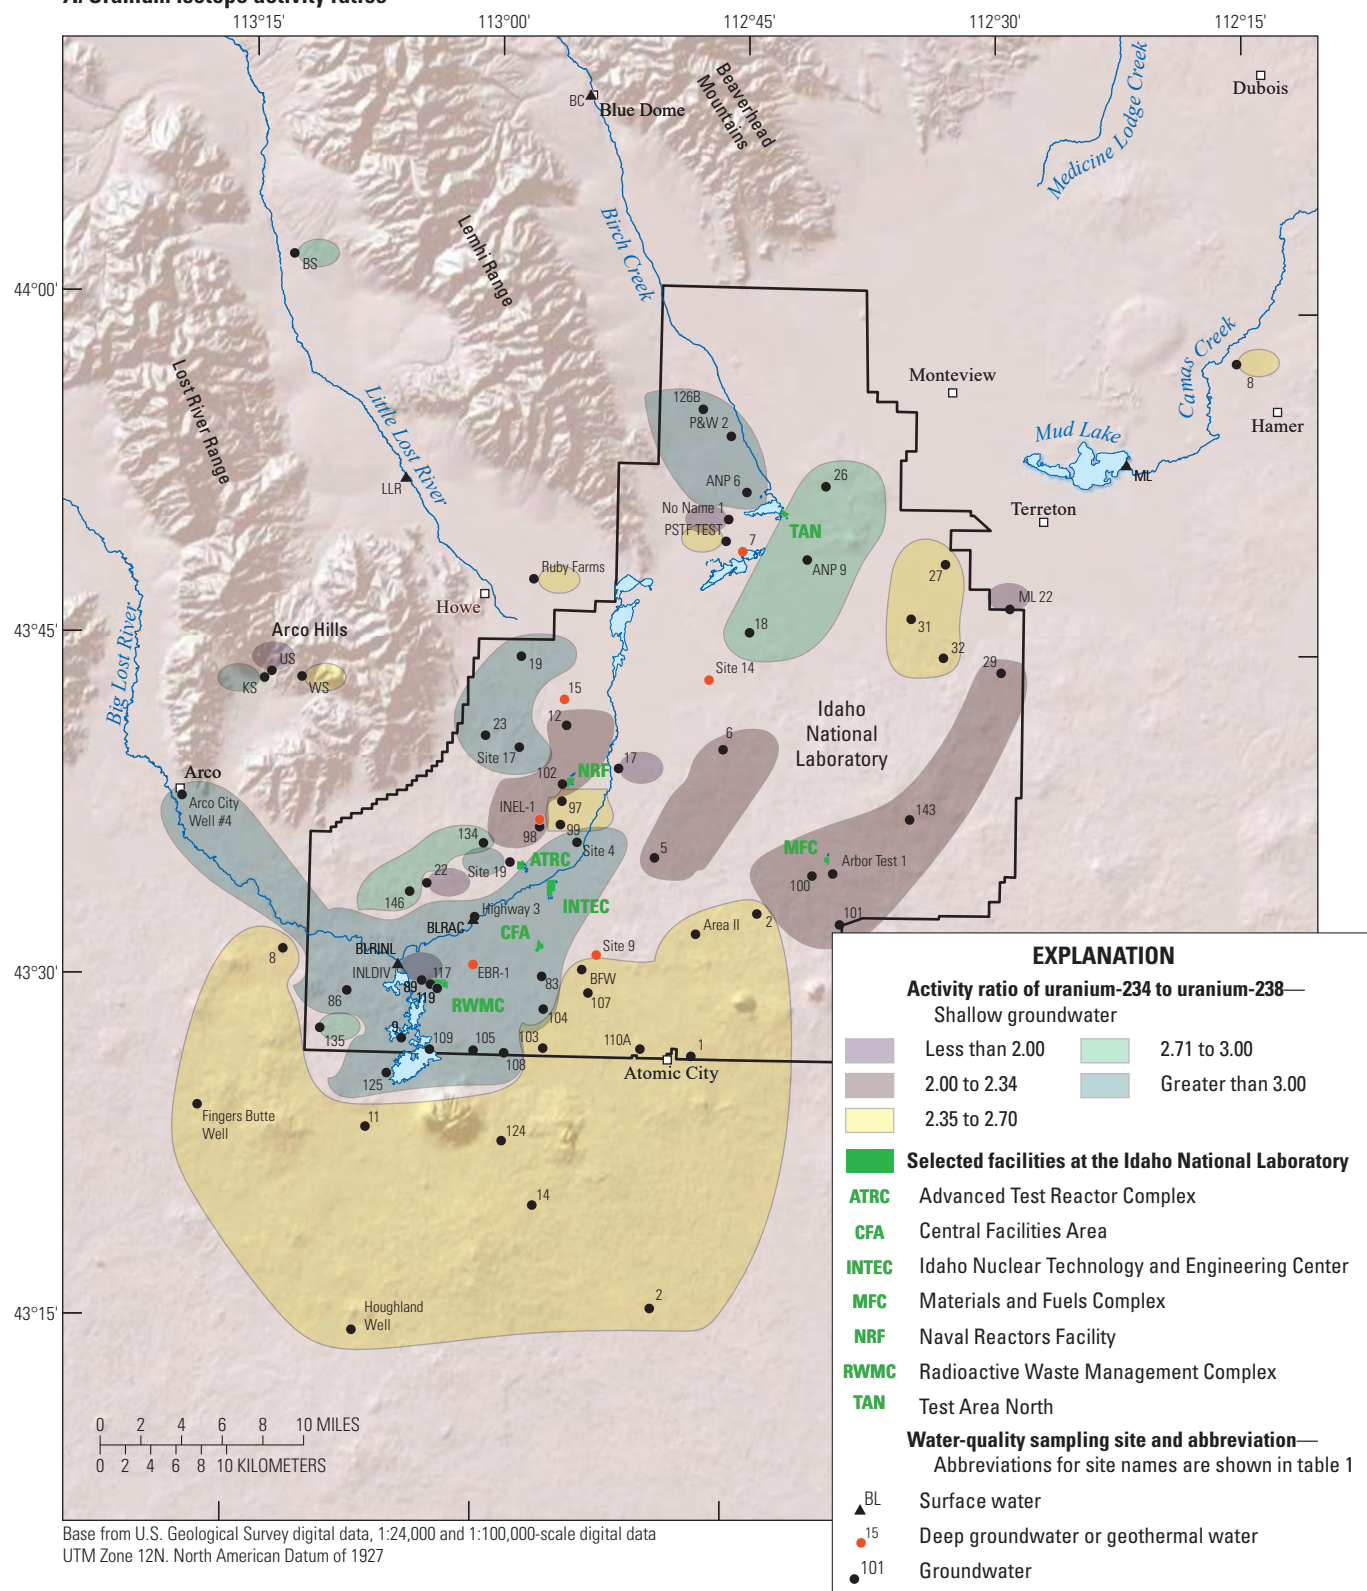 A. Uranium isotope activity ratios
113°15'
113°00'
112°45'
112°30'
112°15'
44°00'
43°45'
43°30'
43°15'
Dubois
BC
Blue Dome
Beaverhead
Mountains
Medicine Lodge Creek
Birch Creek
Lemhi Range
BS
Lost River Range
Little Lost River
LLR
Camas Creek
8
Hamer
Monteview
Mud Lake
ML
Terreton
126B
P&W 2
ANP 6
26
No Name 1
PSTF TEST
7
TAN
ANP 9
27
Ruby Farms
Howe
ML 22
31
18
32
29
Big Lost River
Arco Hills
US
KS
WS
19
15
Site 14
12
23
Site 17
6
17
Idaho
National
Laboratory
102
NRF
Arco
Arco City
Well #4
INEL-1
97
98
99
143
134
Site 4
5
MFC
Arbor Test 1
Site 19
ATRC
100
22
146
INTEC
Highway 3
BLRAC
CFA
Area II
2
101
BLRINL
8
INLDIV
117
EBR-1
Site 9
BFW
89
119
RWMC
83
107
86
104
135
9
109
105
108
103
110A
1
Atomic City
125
Fingers Butte
Well
11
124
14
2
Houghland
Well
EXPLANATION
Activity ratio of uranium-234 to uranium-238—
Shallow groundwater
Less than 2.00
2.71 to 3.00
2.00 to 2.34
Greater than 3.00
2.35 to 2.70
Selected facilities at the Idaho National Laboratory
ATRC Advanced Test Reactor Complex
CFA Central Facilities Area
INTEC Idaho Nuclear Technology and Engineering Center
MFC Materials and Fuels Complex
NRF Naval Reactors Facility
RWMC Radioactive Waste Management Complex
TAN Test Area North
Water-quality sampling site and abbreviation—
Abbreviations for site names are shown in table 1
BL Surface water
15 Deep groundwater or geothermal water
101 Groundwater
0 2 4 6 8 10 MILES
0 2 4 6 8 10 KILOMETERS
Base from U.S. Geological Survey digital data, 1:24,000 and 1:100,000-scale digital data
UTM Zone 12N. North American Datum of 1927